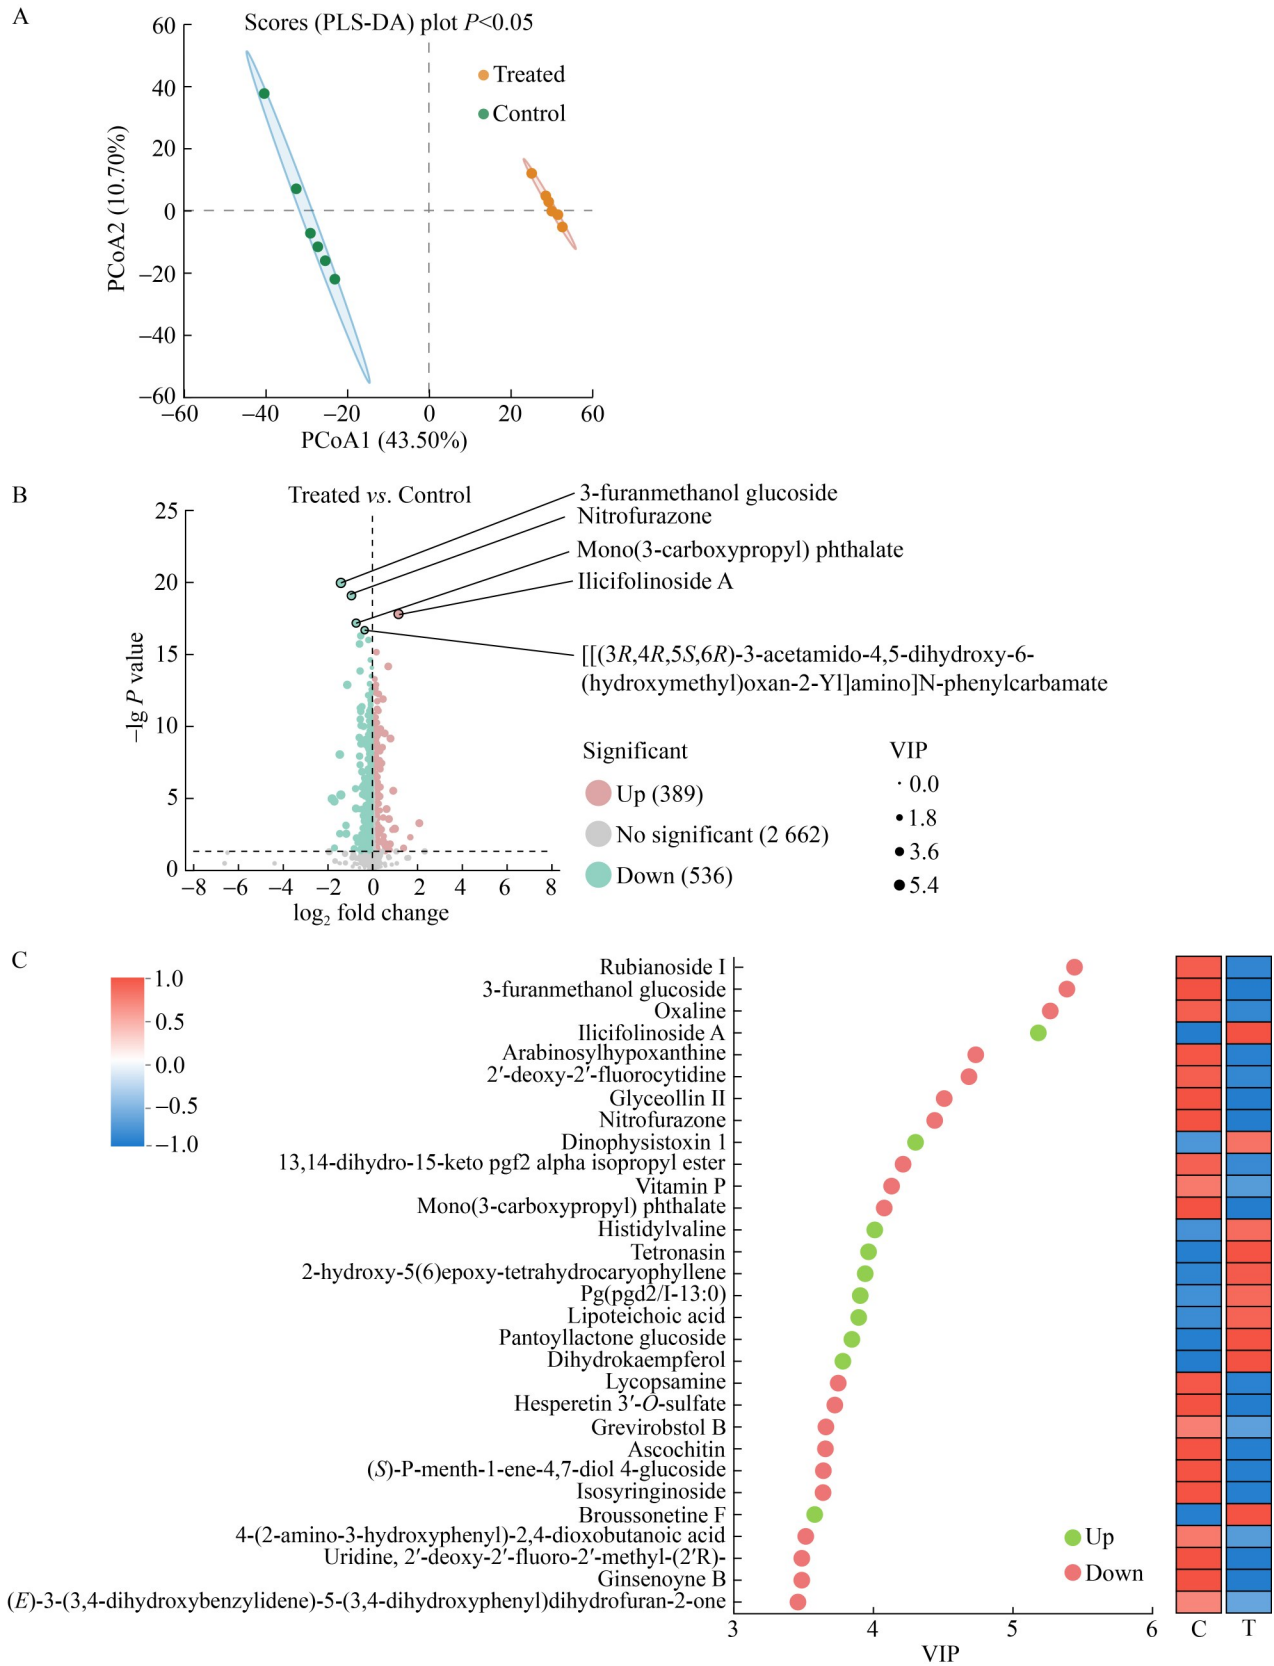 A
Scores (PLS-DA) plot P<0.05
Treated
Control
60
40
20
0
−20
−40
−60
PCoA2 (10.70%)
−60 −40 −20 0 20 40 60
PCoA1 (43.50%)
B
Treated vs. Control
25
20
15
10
5
0
−lg P value
−8 −6 −4 −2 0 2 4 6 8
log2 fold change
3-furanmethanol glucoside
Nitrofurazone
Mono(3-carboxypropyl) phthalate
Ilicifolinoside A
[[(3R,4R,5S,6R)-3-acetamido-4,5-dihydroxy-6-
(hydroxymethyl)oxan-2-Yl]amino]N-phenylcarbamate
Significant
Up (389)
No significant (2 662)
Down (536)
VIP
0.0
1.8
3.6
5.4
C
1.0
0.5
0.0
−0.5
−1.0
Rubianoside I
3-furanmethanol glucoside
Oxaline
Ilicifolinoside A
Arabinosylhypoxanthine
2′-deoxy-2′-fluorocytidine
Glyceollin II
Nitrofurazone
Dinophysistoxin 1
13,14-dihydro-15-keto pgf2 alpha isopropyl ester
Vitamin P
Mono(3-carboxypropyl) phthalate
Histidylvaline
Tetronasin
2-hydroxy-5(6)epoxy-tetrahydrocaryophyllene
Pg(pgd2/I-13:0)
Lipoteichoic acid
Pantoyllactone glucoside
Dihydrokaempferol
Lycopsamine
Hesperetin 3′-O-sulfate
Grevirobstol B
Ascochitin
(S)-P-menth-1-ene-4,7-diol 4-glucoside
Isosyringinoside
Broussonetine F
4-(2-amino-3-hydroxyphenyl)-2,4-dioxobutanoic acid
Uridine, 2′-deoxy-2′-fluoro-2′-methyl-(2′R)-
Ginsenoyne B
(E)-3-(3,4-dihydroxybenzylidene)-5-(3,4-dihydroxyphenyl)dihydrofuran-2-one
Up
Down
3 4 5 6
VIP
C T